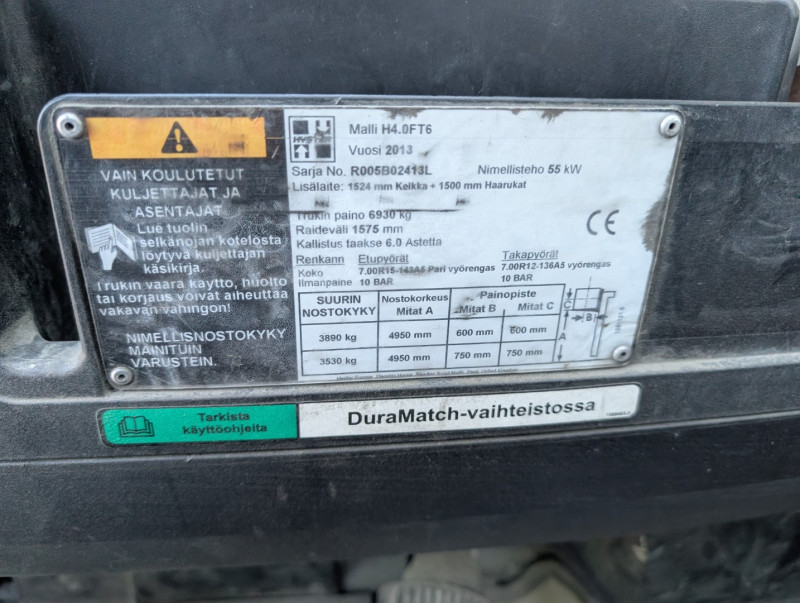 VAIN KOULUTETUT
KULJETTAJAT JA
ASENTAJAT
Lue tuolin
selkänojan kotelosta
löytyvä kuljettajan
käsikirja.
Trukin vaara käytto, huolto
tai korjaus voivat aiheuttaa
vakavan vahingon!
NIMELLISNOSTOKYKY
MAINITUIN
VARUSTEIN.
HYSTER
Malli H4.0FT6
Vuosi 2013
Sarja No. R005B02413L Nimellisteho 55 kW
Lisälaite: 1524 mm Kelkka + 1500 mm Haarukat
Trukin paino 6930 kg
Raideväli 1575 mm
Kallistus taakse 6.0 Astetta
CE
Renkann Etupyörät Takapyörät
Koko 7.00R15-143A5 Pari vyörengas 7.00R12-136A5 vyörengas
Ilmanpaine 10 BAR 10 BAR
SUURIN NOSTOKYKY Nostokorkeus Mitat A Painopiste Mitat B Mitat C
3890 kg 4950 mm 600 mm 600 mm
3530 kg 4950 mm 750 mm 750 mm
C
B
A
Tarkista
käyttöohjeita
DuraMatch-vaihteistossa